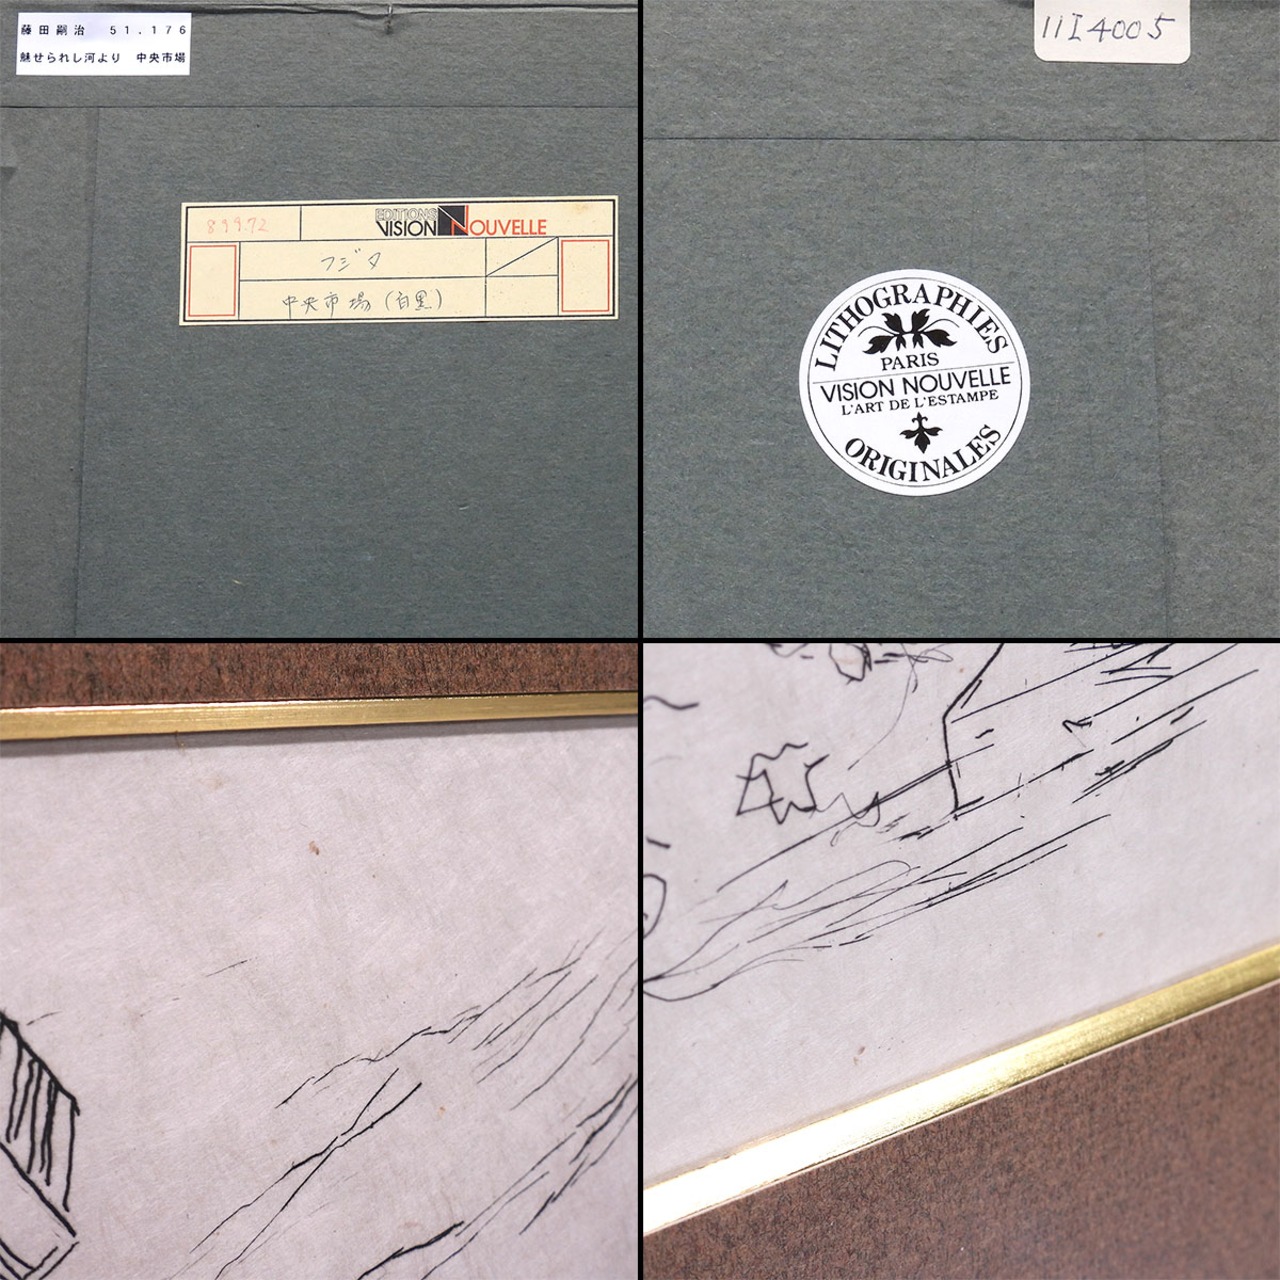 藤田嗣治 51.176
魅せられし河より 中央市場
899.72
EDITIONS
VISION NOUVELLE
フジタ
中央市場(白黒)
11I4005
LITHOGRAPHIES
PARIS
VISION NOUVELLE
L'ART DE L'ESTAMPE
ORIGINALES